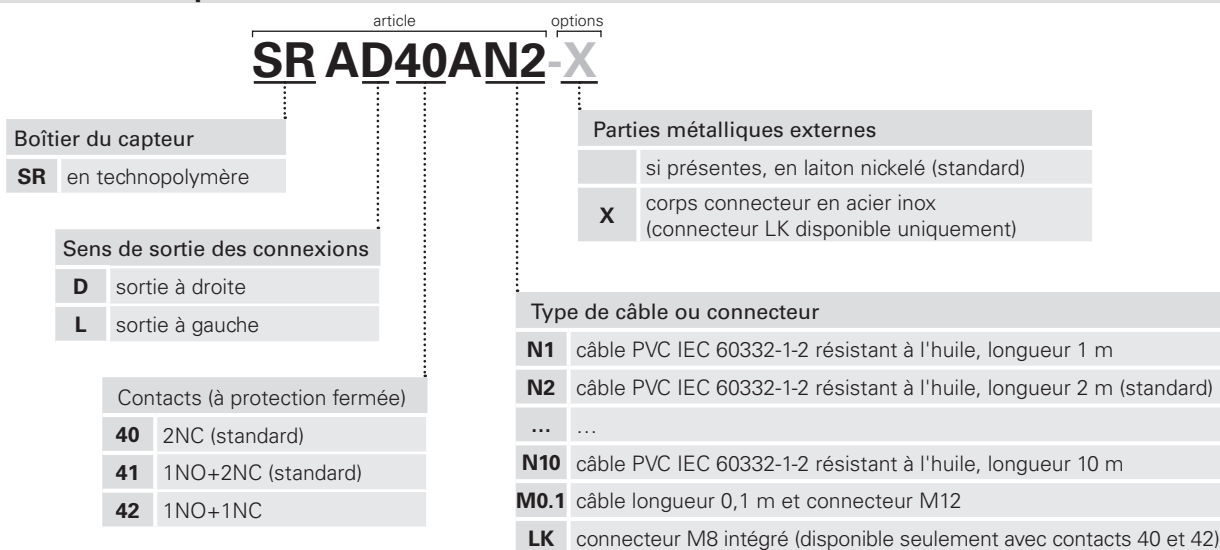 article
options
SR AD40AN2-X
Boîtier du capteur
SR en technopolymère
Sens de sortie des connexions
D sortie à droite
L sortie à gauche
Contacts (à protection fermée)
40 2NC (standard)
41 1NO+2NC (standard)
42 1NO+1NC
Parties métalliques externes
si présentes, en laiton nickelé (standard)
X corps connecteur en acier inox
(connecteur LK disponible uniquement)
Type de câble ou connecteur
N1 câble PVC IEC 60332-1-2 résistant à l'huile, longueur 1 m
N2 câble PVC IEC 60332-1-2 résistant à l'huile, longueur 2 m (standard)
... ...
N10 câble PVC IEC 60332-1-2 résistant à l'huile, longueur 10 m
M0.1 câble longueur 0,1 m et connecteur M12
LK connecteur M8 intégré (disponible seulement avec contacts 40 et 42)